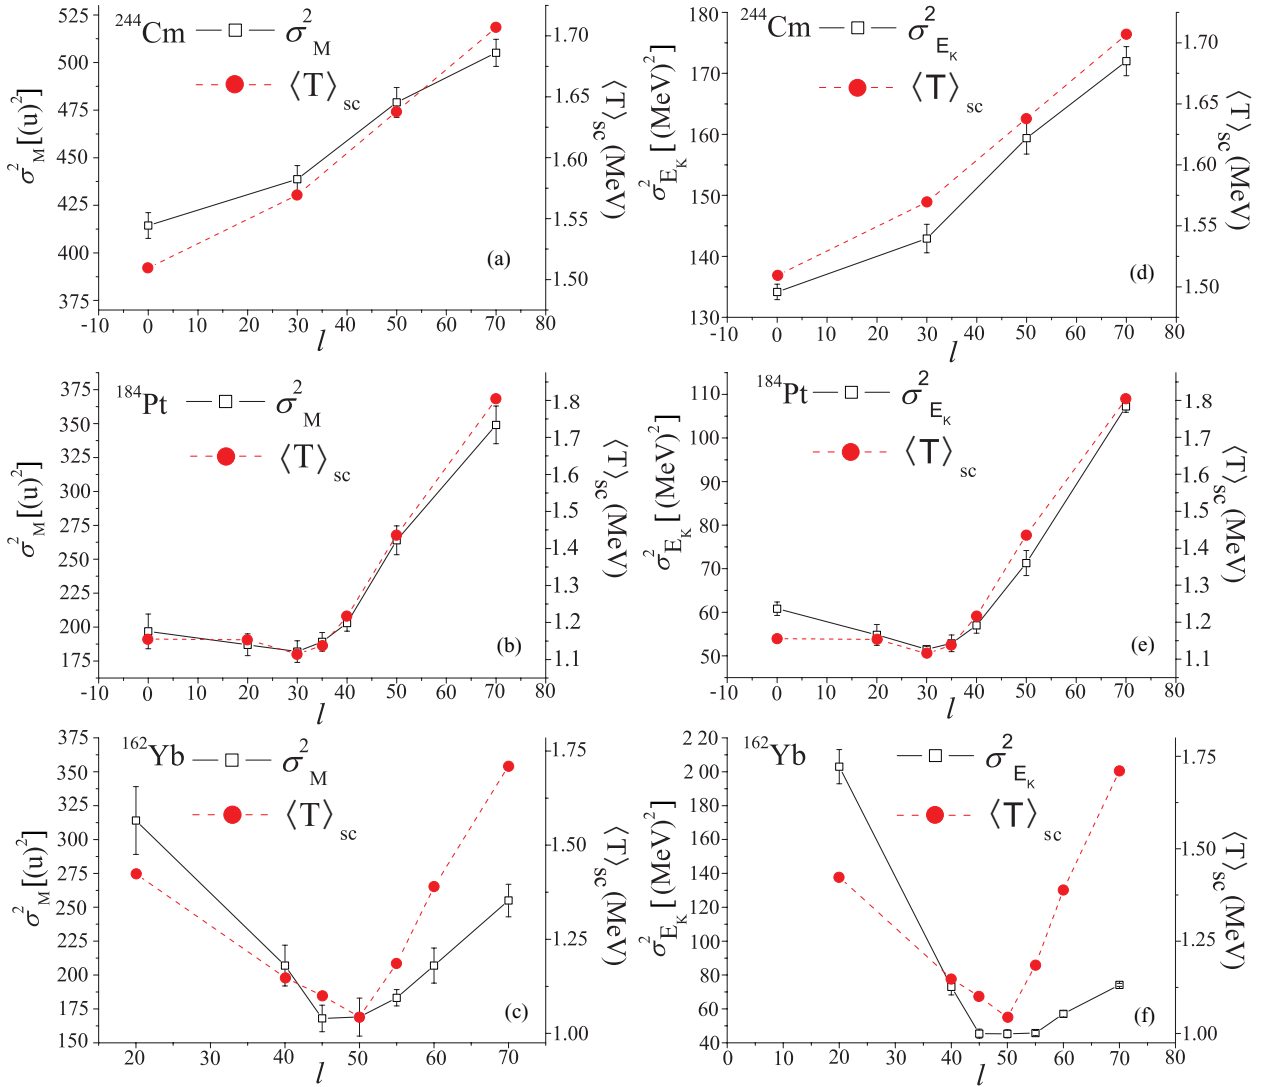 244Cm —□— σ²M
⟨T⟩sc
σ²M [(u)²]
525
500
475
450
425
400
375
1.70
1.65
1.60
1.55
1.50
⟨T⟩sc (MeV)
(a)
-10 0 10 20 30 40 50 60 70 80
l
244Cm —□— σ²EK
⟨T⟩sc
σ²EK [(MeV)²]
180
170
160
150
140
130
1.70
1.65
1.60
1.55
1.50
⟨T⟩sc (MeV)
(d)
-10 0 10 20 30 40 50 60 70 80
l
184Pt —□— σ²M
⟨T⟩sc
σ²M [(u)²]
375
350
325
300
275
250
225
200
175
1.8
1.7
1.6
1.5
1.4
1.3
1.2
1.1
⟨T⟩sc (MeV)
(b)
-10 0 10 20 30 40 50 60 70 80
l
184Pt —□— σ²EK
⟨T⟩sc
σ²EK [(MeV)²]
110
100
90
80
70
60
50
1.8
1.7
1.6
1.5
1.4
1.3
1.2
1.1
⟨T⟩sc (MeV)
(e)
-10 0 10 20 30 40 50 60 70 80
l
162Yb —□— σ²M
⟨T⟩sc
σ²M [(u)²]
375
350
325
300
275
250
225
200
175
150
1.75
1.50
1.25
1.00
⟨T⟩sc (MeV)
(c)
20 30 40 50 60 70
l
162Yb —□— σ²EK
⟨T⟩sc
σ²EK [(MeV)²]
2 20
2 00
180
160
140
120
100
80
60
40
1.75
1.50
1.25
1.00
⟨T⟩sc (MeV)
(f)
0 10 20 30 40 50 60 70 80
l